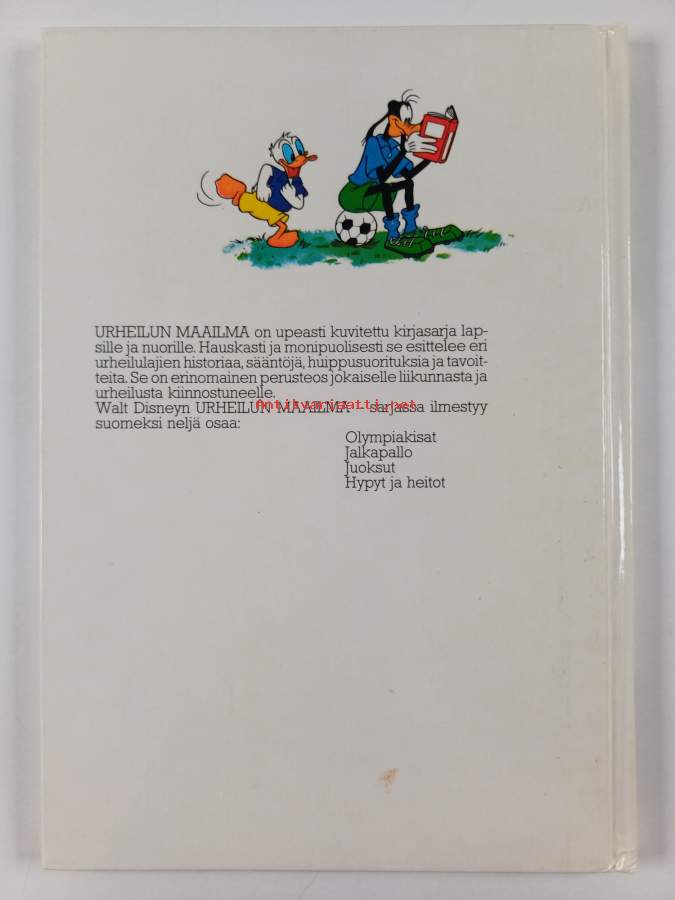 URHEILUN MAAILMA on upeasti kuvitettu kirjasarja lap-
sille ja nuorille. Hauskasti ja monipuolisesti se esittelee eri
urheilulajien historiaa, sääntöjä, huippusuorituksia ja tavoit-
teita. Se on erinomainen perusteos jokaiselle liikunnasta ja
urheilusta kiinnostuneelle.
Antikvariaatti.net
Walt Disneyn URHEILUN MAAILMA - sarjassa ilmestyy
suomeksi neljä osaa:
Olympiakisat
Jalkapallo
Juoksut
Hypyt ja heitot